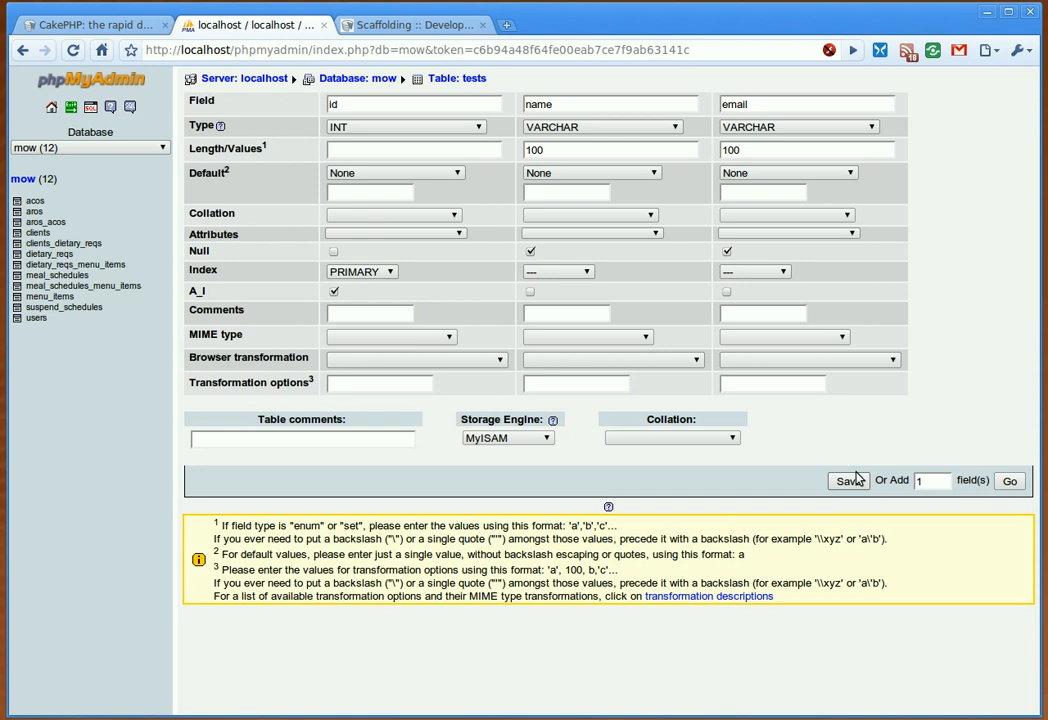 CakePHP: the rapid d...
localhost / localhost / ...
Scaffolding :: Develop...
http://localhost/phpmyadmin/index.php?db=mow&token=c6b94a48f64fe00eab7ce7f9ab63141c
18
phpMyAdmin
SQL
Database
mow (12)
mow (12)
acos
aros
aros_acos
clients
clients_dietary_reqs
dietary_reqs
dietary_reqs_menu_items
meal_schedules
meal_schedules_menu_items
menu_items
suspend_schedules
users
Server: localhost Database: mow Table: tests
Field id name email
Type INT VARCHAR VARCHAR
Length/Values1 100 100
Default2 None None None
Collation
Attributes
Null
Index PRIMARY --- ---
A_I
Comments
MIME type
Browser transformation
Transformation options3
Table comments: Storage Engine: Collation:
MyISAM
Save Or Add 1 field(s) Go
1 If field type is "enum" or "set", please enter the values using this format: 'a','b','c'...
If you ever need to put a backslash ("\") or a single quote ("'") amongst those values, precede it with a backslash (for example '\\xyz' or 'a\'b').
2 For default values, please enter just a single value, without backslash escaping or quotes, using this format: a
3 Please enter the values for transformation options using this format: 'a', 100, b,'c'...
If you ever need to put a backslash ("\") or a single quote ("'") amongst those values, precede it with a backslash (for example '\\xyz' or 'a\'b').
For a list of available transformation options and their MIME type transformations, click on transformation descriptions